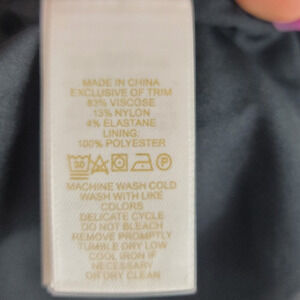 MADE IN CHINA
EXCLUSIVE OF TRIM
83% VISCOSE
13% NYLON
4% ELASTANE
LINING:
100% POLYESTER
30
P
MACHINE WASH COLD
WASH WITH LIKE
COLORS
DELICATE CYCLE
DO NOT BLEACH
REMOVE PROMPTLY
TUMBLE DRY LOW
COOL IRON IF
NECESSARY
OR DRY CLEAN